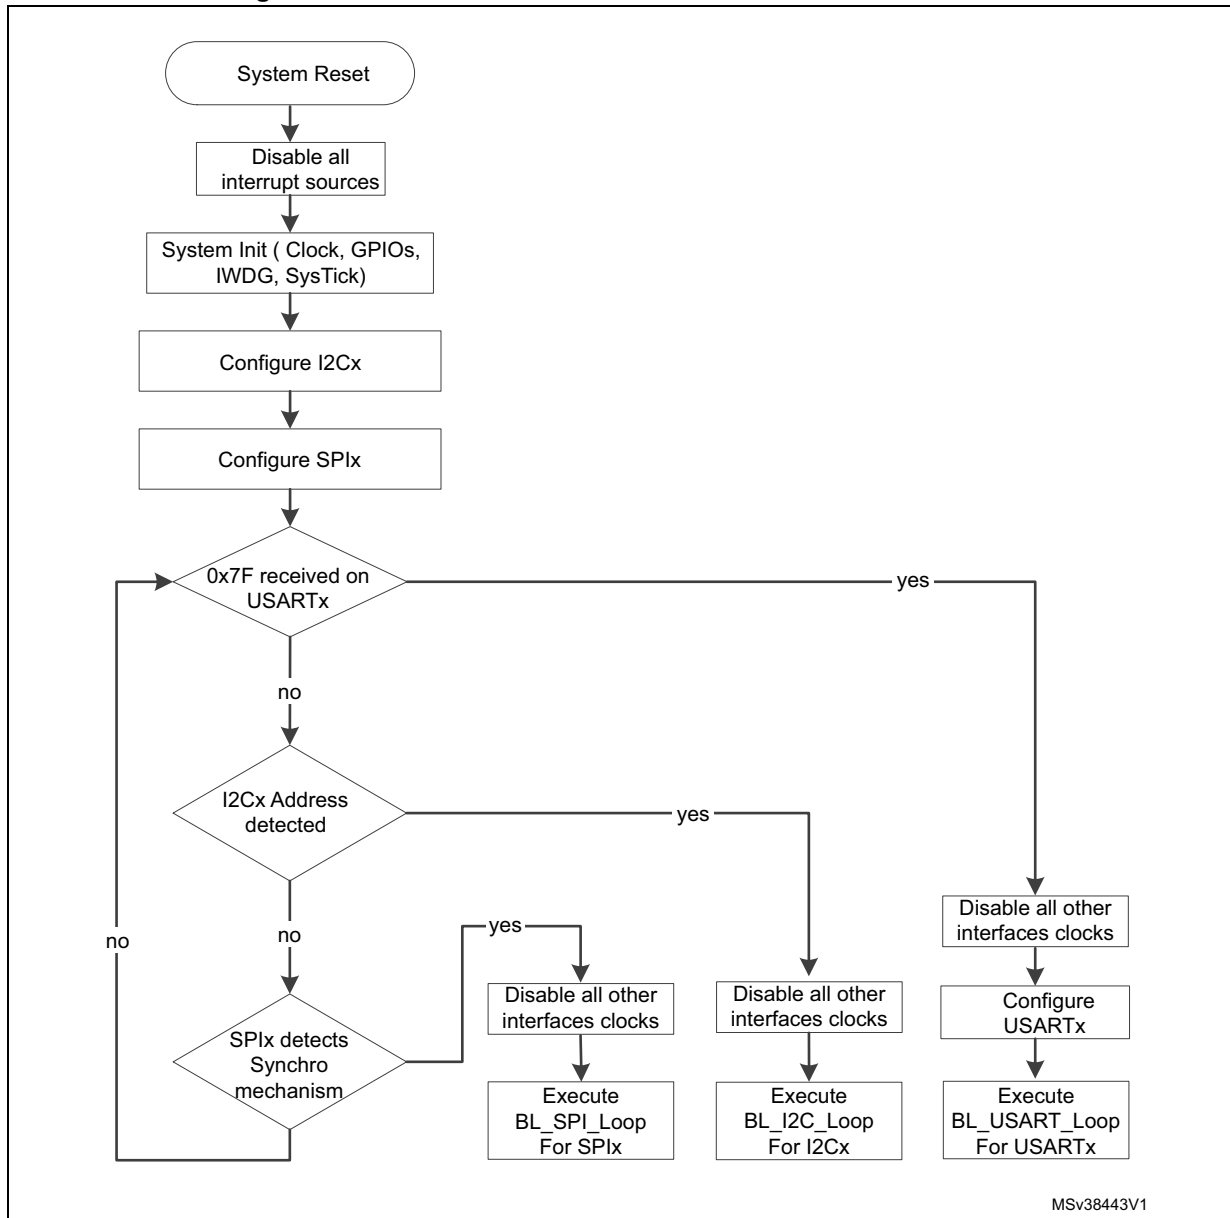 System Reset
Disable all
interrupt sources
System Init ( Clock, GPIOs,
IWDG, SysTick)
Configure I2Cx
Configure SPIx
0x7F received on
USARTx
yes
no
I2Cx Address
detected
yes
no
no
yes
SPIx detects
Synchro
mechanism
Disable all other
interfaces clocks
Execute
BL_SPI_Loop
For SPIx
Disable all other
interfaces clocks
Execute
BL_I2C_Loop
For I2Cx
Disable all other
interfaces clocks
Configure
USARTx
Execute
BL_USART_Loop
For USARTx
MSv38443V1